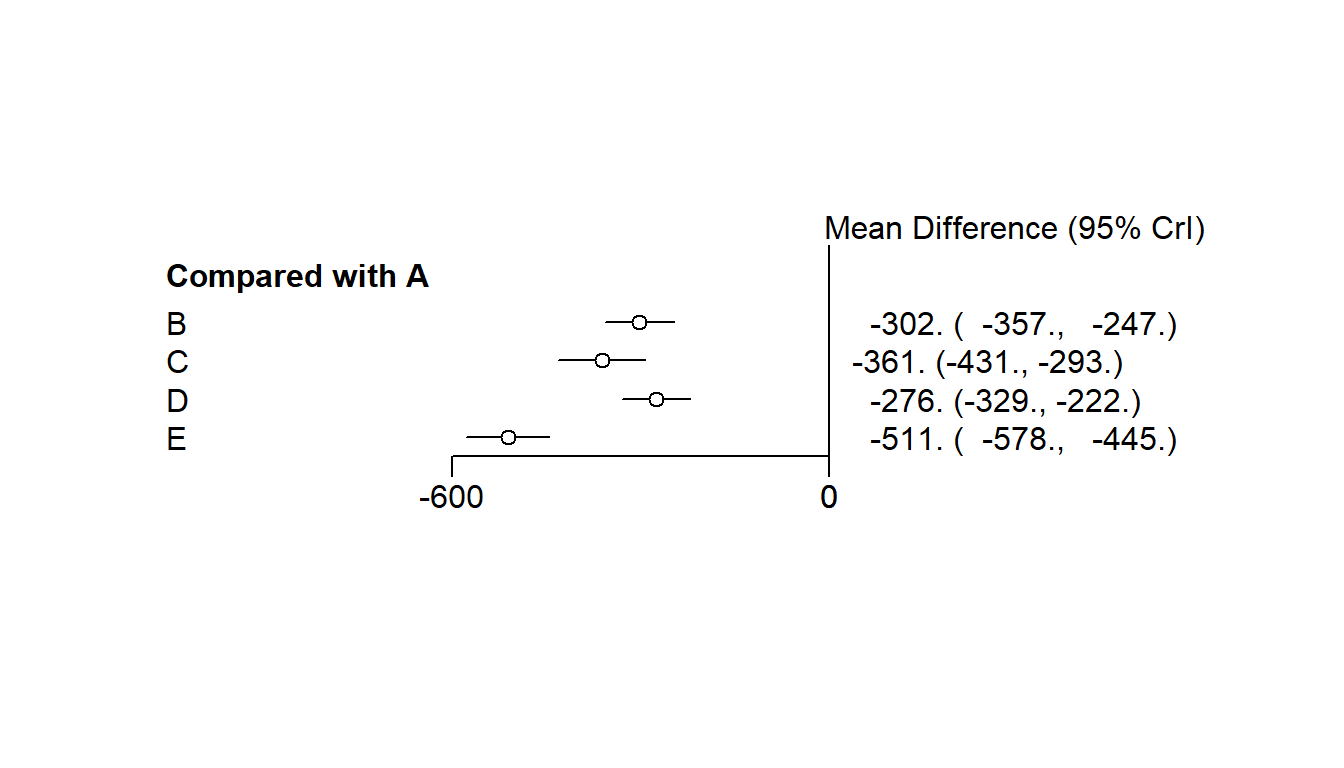 Mean Difference (95% CrI)
Compared with A
B -302. ( -357., -247.)
C -361. (-431., -293.)
D -276. (-329., -222.)
E -511. ( -578., -445.)
-600 0